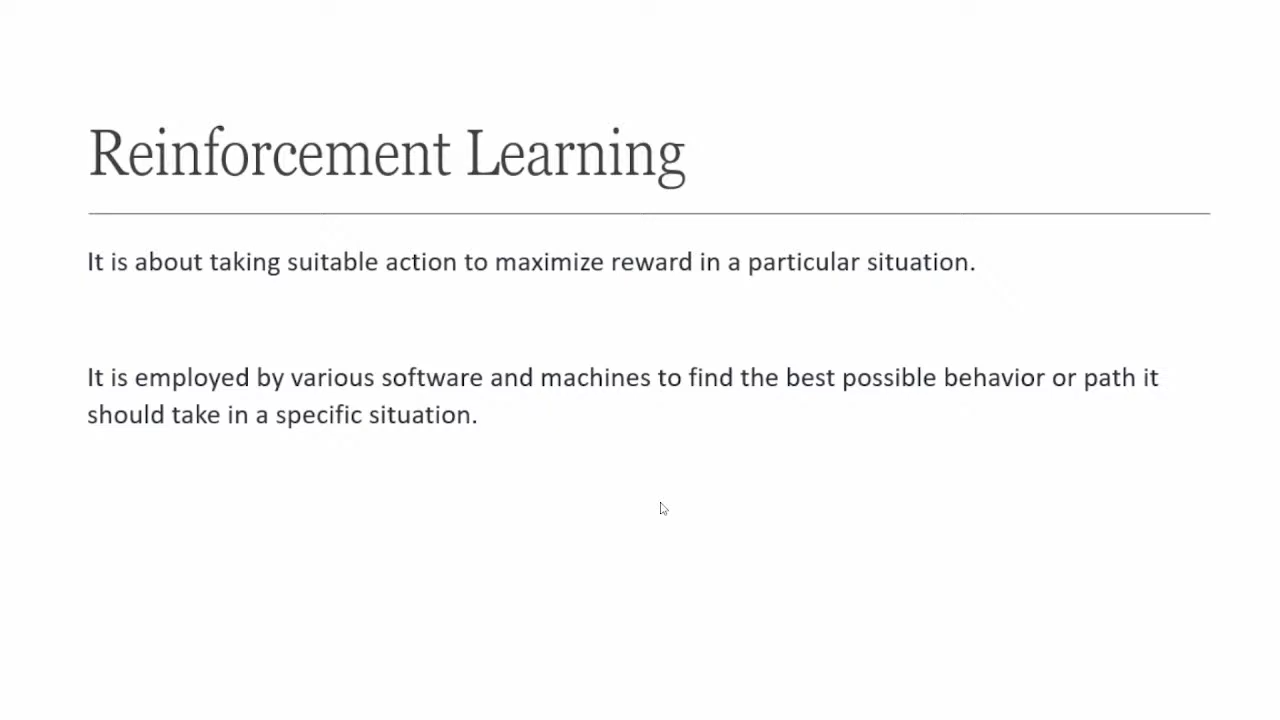 Reinforcement Learning
It is about taking suitable action to maximize reward in a particular situation.
It is employed by various software and machines to find the best possible behavior or path it
should take in a specific situation.